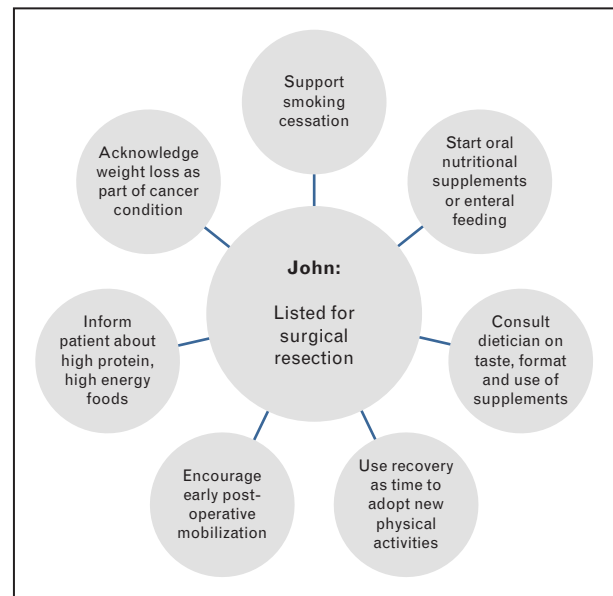 Support
smoking
cessation
Start oral
nutritional
supplements
or enteral
feeding
Consult
dietician on
taste, format
and use of
supplements
Use recovery
as time to
adopt new
physical
activities
Encourage
early post-
operative
mobilization
Inform
patient about
high protein,
high energy
foods
Acknowledge
weight loss as
part of cancer
condition
John:
Listed for
surgical
resection